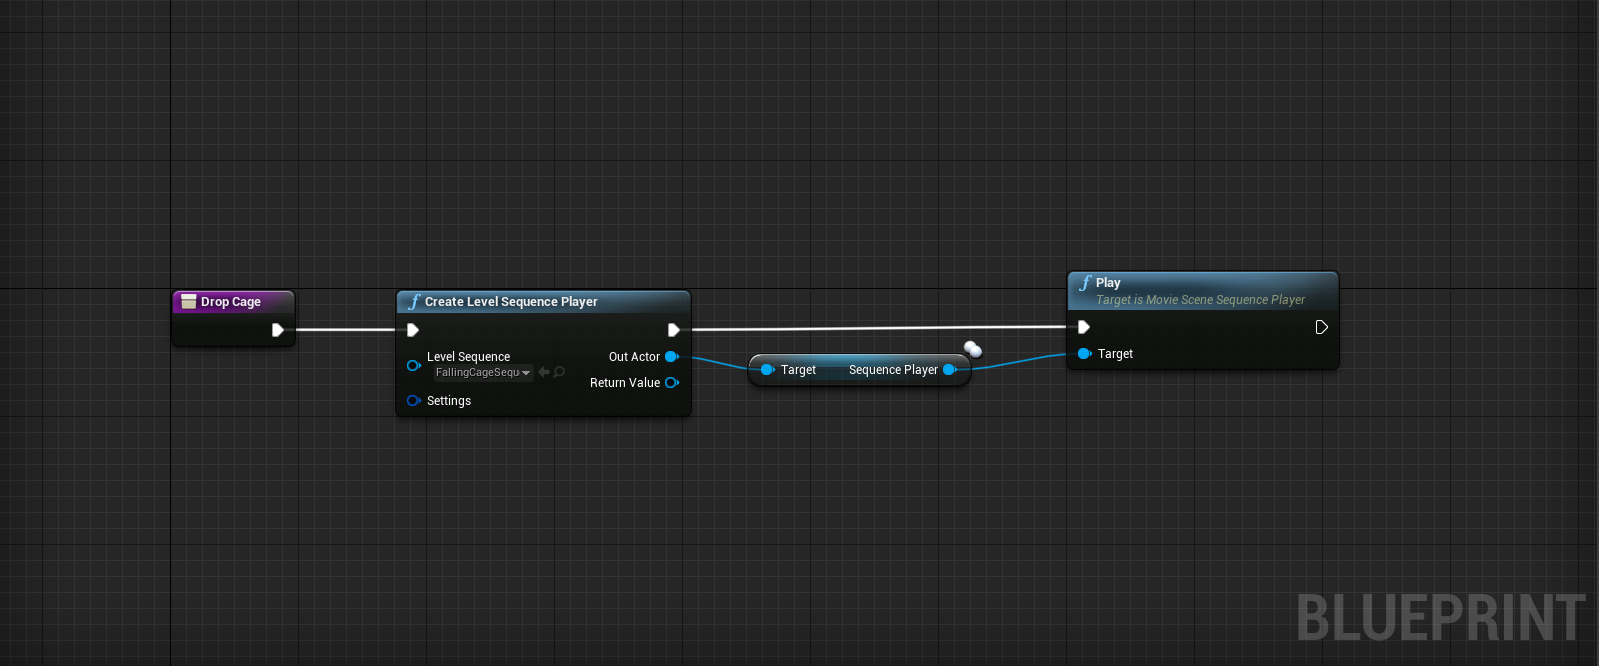 Drop Cage
Create Level Sequence Player
Level Sequence
FallingCageSequ
Settings
Out Actor
Return Value
Target
Sequence Player
Play
Target is Movie Scene Sequence Player
Target
BLUEPRINT